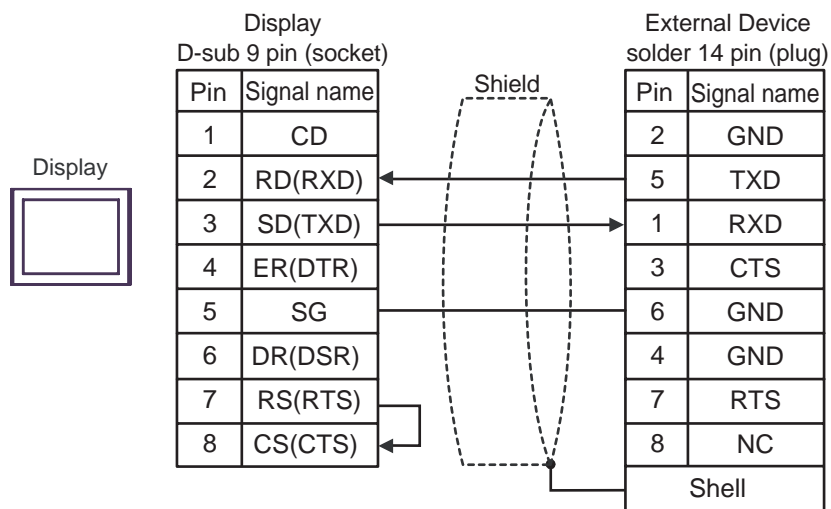 Display
D-sub 9 pin (socket)
External Device
solder 14 pin (plug)
Shield
Display
Pin Signal name
1 CD
2 RD(RXD)
3 SD(TXD)
4 ER(DTR)
5 SG
6 DR(DSR)
7 RS(RTS)
8 CS(CTS)
Pin Signal name
2 GND
5 TXD
1 RXD
3 CTS
6 GND
4 GND
7 RTS
8 NC
Shell